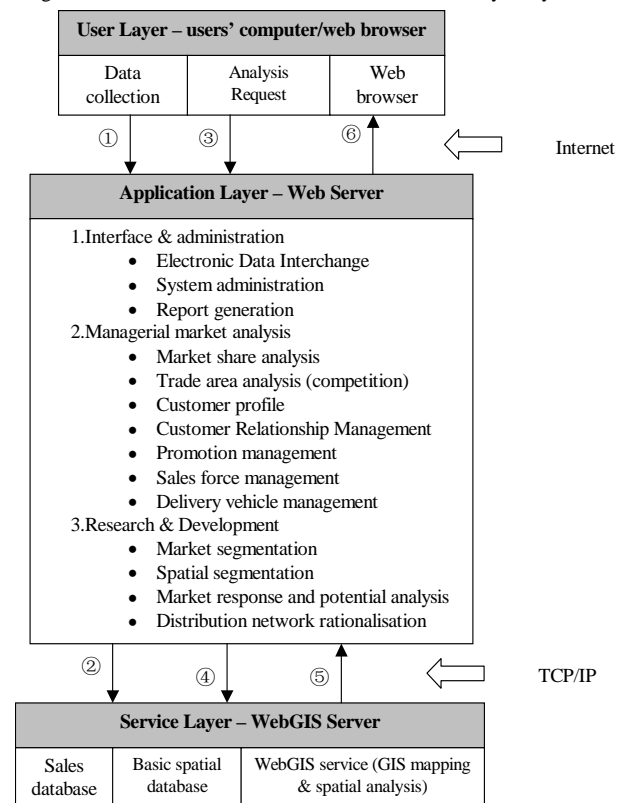 User Layer – users' computer/web browser
Data collection
Analysis Request
Web browser
① ③ ⑥
Internet
Application Layer – Web Server
1.Interface & administration
• Electronic Data Interchange
• System administration
• Report generation
2.Managerial market analysis
• Market share analysis
• Trade area analysis (competition)
• Customer profile
• Customer Relationship Management
• Promotion management
• Sales force management
• Delivery vehicle management
3.Research & Development
• Market segmentation
• Spatial segmentation
• Market response and potential analysis
• Distribution network rationalisation
② ④ ⑤
TCP/IP
Service Layer – WebGIS Server
Sales database
Basic spatial database
WebGIS service (GIS mapping & spatial analysis)